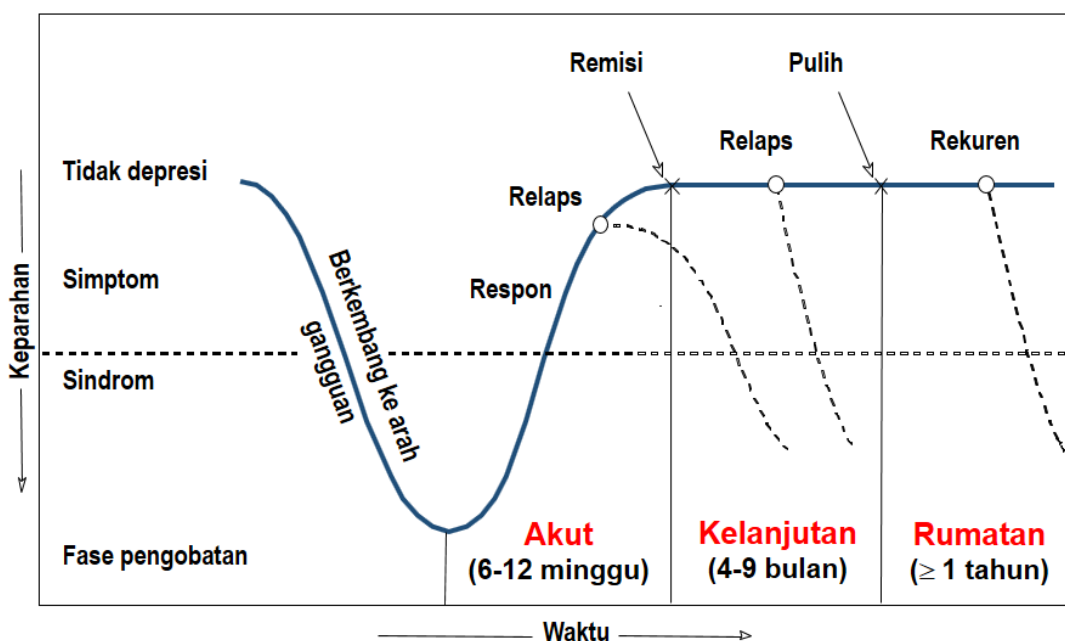 Remisi
Pulih
Relaps
Rekuren
Tidak depresi
Relaps
Simptom
Respon
Berkembang ke arah
gangguan
Keparahan
Sindrom
Akut
(6-12 minggu)
Kelanjutan
(4-9 bulan)
Rumatan
(≥ 1 tahun)
Fase pengobatan
Waktu